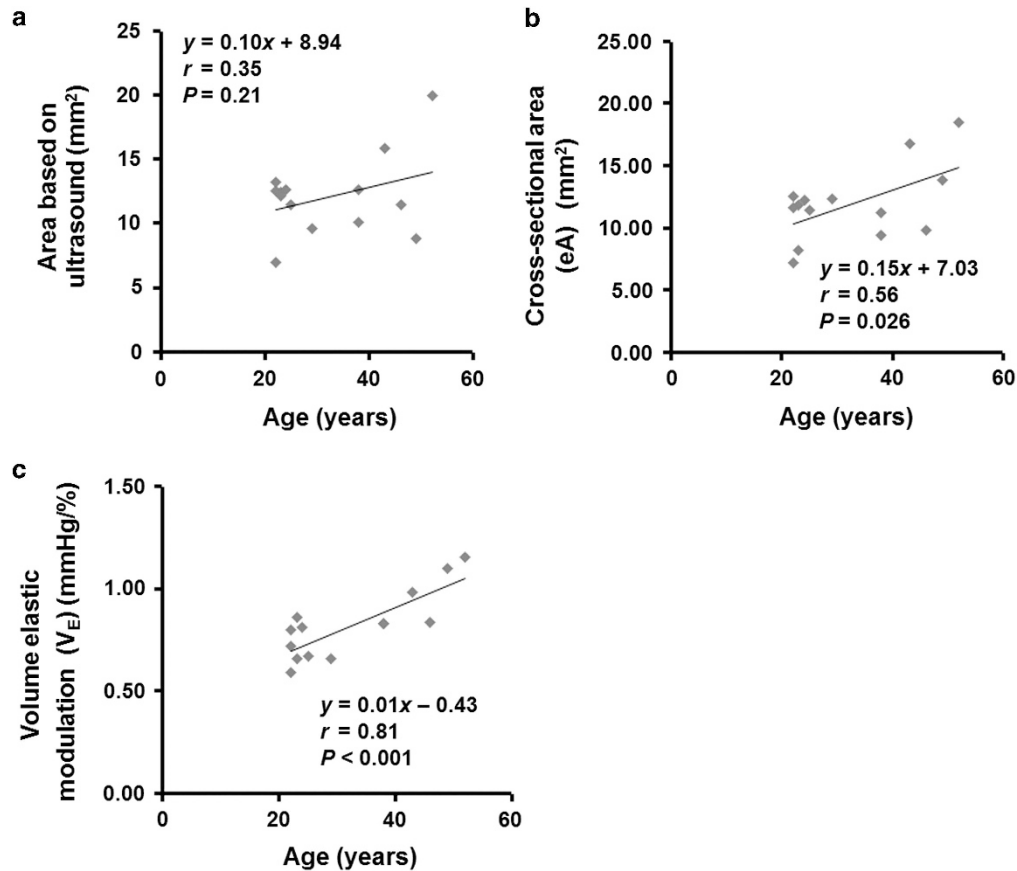 a
y = 0.10x + 8.94
r = 0.35
P = 0.21
Area based on
ultrasound (mm²)
25
20
15
10
5
0
0 20 40 60
Age (years)
b
Cross-sectional area
(eA) (mm²)
25.00
20.00
15.00
10.00
5.00
0.00
y = 0.15x + 7.03
r = 0.56
P = 0.026
0 20 40 60
Age (years)
c
Volume elastic
modulation (VE) (mmHg/%)
1.50
1.00
0.50
0.00
y = 0.01x – 0.43
r = 0.81
P < 0.001
0 20 40 60
Age (years)